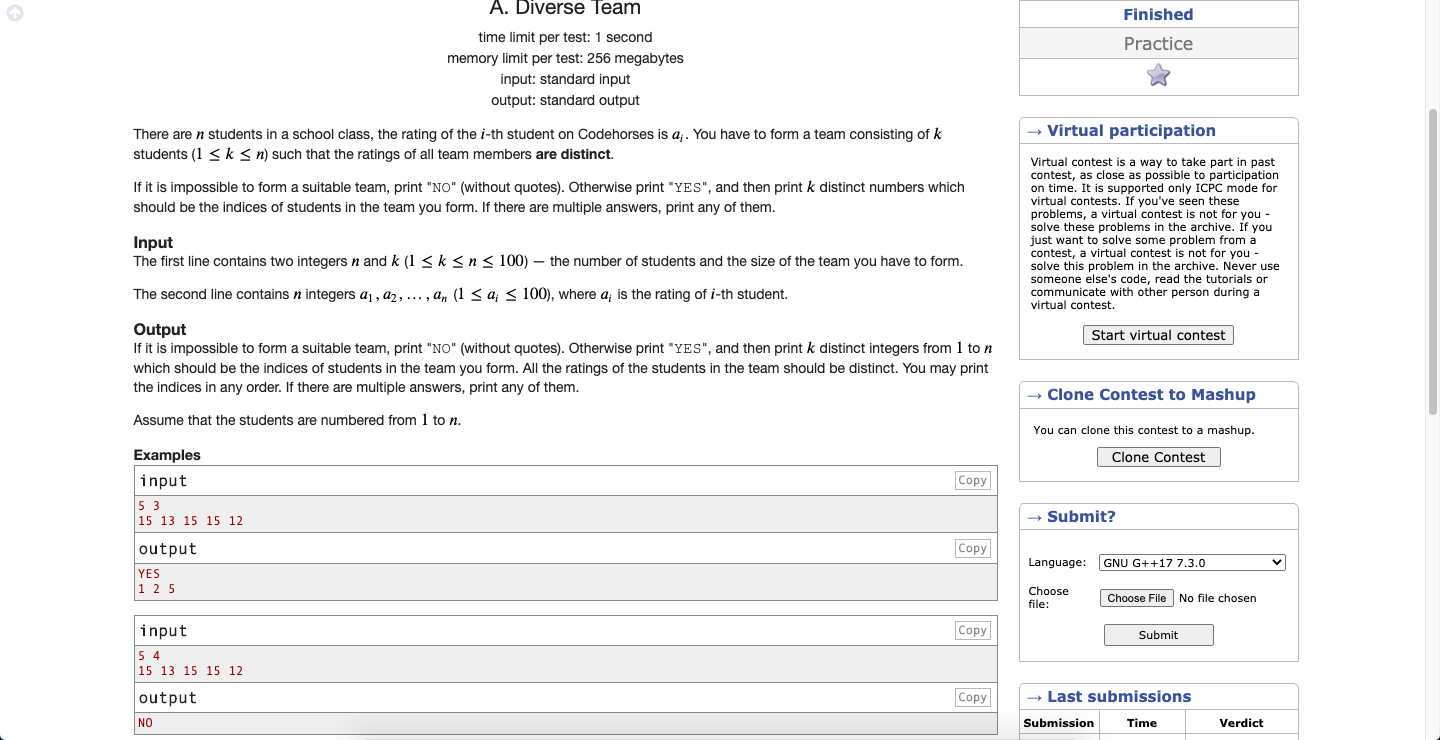 A. Diverse Team
time limit per test: 1 second
memory limit per test: 256 megabytes
input: standard input
output: standard output
There are n students in a school class, the rating of the i-th student on Codehorses is aᵢ. You have to form a team consisting of k
students (1 ≤ k ≤ n) such that the ratings of all team members are distinct.
If it is impossible to form a suitable team, print "NO" (without quotes). Otherwise print "YES", and then print k distinct numbers which
should be the indices of students in the team you form. If there are multiple answers, print any of them.
Input
The first line contains two integers n and k (1 ≤ k ≤ n ≤ 100) — the number of students and the size of the team you have to form.
The second line contains n integers a₁, a₂, …, aₙ (1 ≤ aᵢ ≤ 100), where aᵢ is the rating of i-th student.
Output
If it is impossible to form a suitable team, print "NO" (without quotes). Otherwise print "YES", and then print k distinct integers from 1 to n
which should be the indices of students in the team you form. All the ratings of the students in the team should be distinct. You may print
the indices in any order. If there are multiple answers, print any of them.
Assume that the students are numbered from 1 to n.
Examples
input Copy
5 3
15 13 15 15 12
output Copy
YES
1 2 5
input Copy
5 4
15 13 15 15 12
output Copy
NO
Finished
Practice
→ Virtual participation
Virtual contest is a way to take part in past
contest, as close as possible to participation
on time. It is supported only ICPC mode for
virtual contests. If you've seen these
problems, a virtual contest is not for you -
solve these problems in the archive. If you
just want to solve some problem from a
contest, a virtual contest is not for you -
solve this problem in the archive. Never use
someone else's code, read the tutorials or
communicate with other person during a
virtual contest.
Start virtual contest
→ Clone Contest to Mashup
You can clone this contest to a mashup.
Clone Contest
→ Submit?
Language: GNU G++17 7.3.0
Choose
file: Choose File No file chosen
Submit
→ Last submissions
Submission Time Verdict